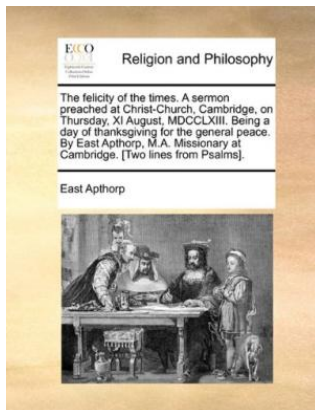 ECCO
Religion and Philosophy
The felicity of the times. A sermon
preached at Christ-Church, Cambridge, on
Thursday, XI August, MDCCLXIII. Being a
day of thanksgiving for the general peace.
By East Apthorp, M.A. Missionary at
Cambridge. [Two lines from Psalms].
East Apthorp